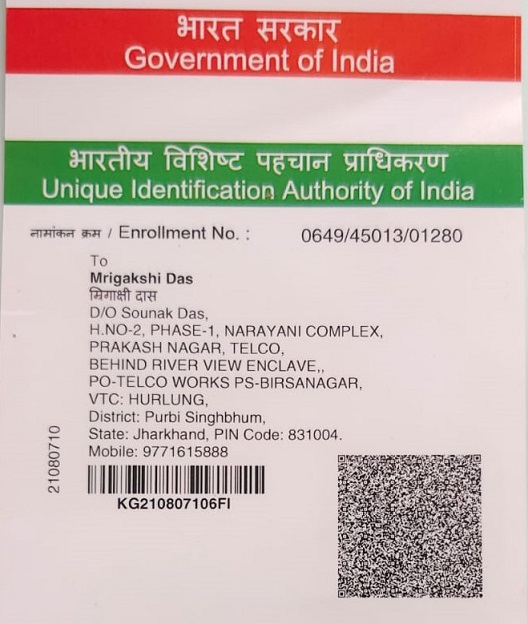 भारत सरकार
Government of India
भारतीय विशिष्ट पहचान प्राधिकरण
Unique Identification Authority of India
नामांकन क्रम / Enrollment No. : 0649/45013/01280
To
Mrigakshi Das
म्रिगाक्षी दास
D/O Sounak Das,
H.NO-2, PHASE-1, NARAYANI COMPLEX,
PRAKASH NAGAR, TELCO,
BEHIND RIVER VIEW ENCLAVE,,
PO-TELCO WORKS PS-BIRSANAGAR,
VTC: HURLUNG,
District: Purbi Singhbhum,
State: Jharkhand, PIN Code: 831004.
Mobile: 9771615888
21080710
KG210807106FI